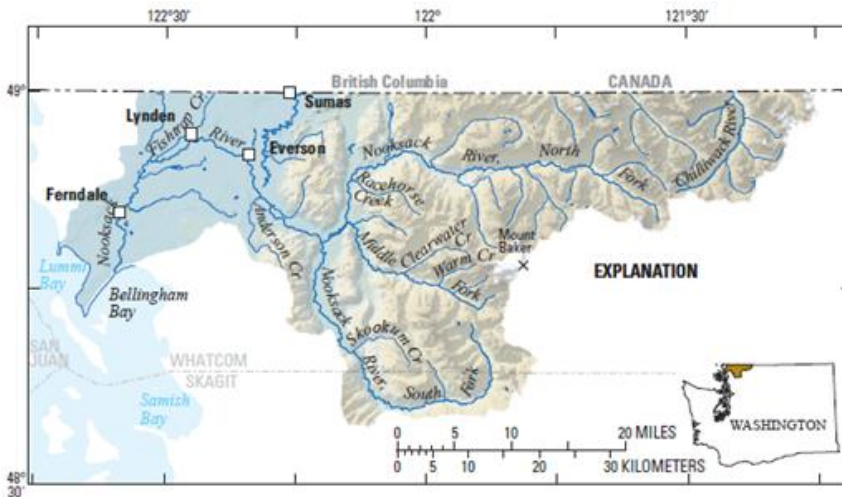 122°30'
122°
121°30'
49°
British Columbia
CANADA
Sumas
Lynden
Fishtrap Cr
River
Everson
Nooksack
River,
North
Fork
Chilliwack River
Racehorse
Creek
Ferndale
Nooksack
Anderson Cr
Middle
Clearwater
Cr
Warm Cr
Fork
Mount
Baker
EXPLANATION
Lummi
Bay
Bellingham
Bay
Nooksack
Skookum Cr
River,
South
Fork
SAN
JUAN
WHATCOM
SKAGIT
Samish
Bay
WASHINGTON
0 5 10 20 MILES
0 5 10 20 30 KILOMETERS
48°
30'